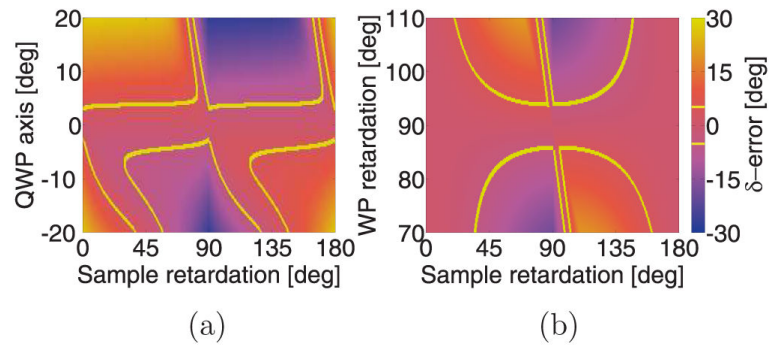 20
10
0
-10
-20
QWP axis [deg]
0 45 90 135 180
Sample retardation [deg]
(a)
110
100
90
80
70
WP retardation [deg]
0 45 90 135 180
Sample retardation [deg]
(b)
30
15
0
-15
-30
δ-error [deg]